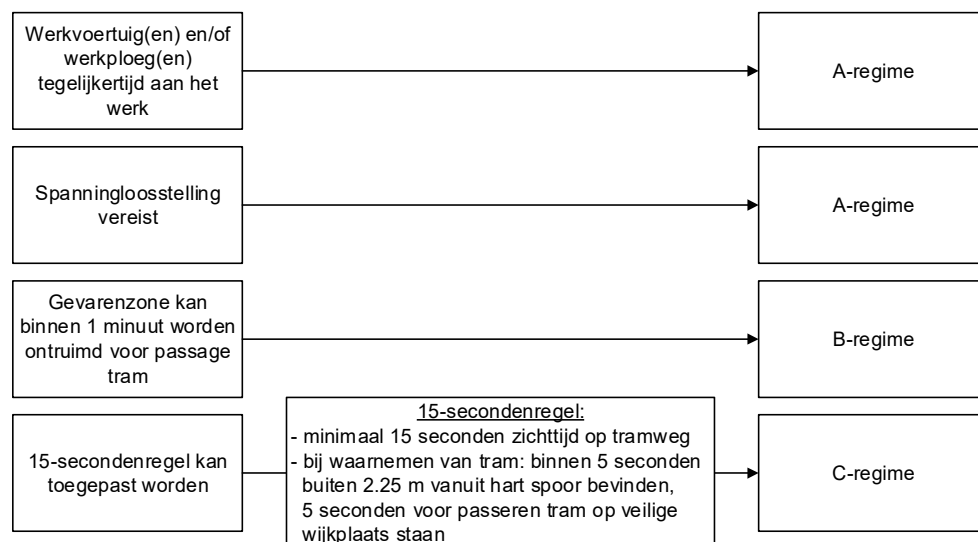 Werkvoertuig(en) en/of
werkploeg(en)
tegelijkertijd aan het
werk
A-regime
Spanningloosstelling
vereist
A-regime
Gevarenzone kan
binnen 1 minuut worden
ontruimd voor passage
tram
B-regime
15-secondenregel kan
toegepast worden
15-secondenregel:
- minimaal 15 seconden zichttijd op tramweg
- bij waarnemen van tram: binnen 5 seconden
buiten 2.25 m vanuit hart spoor bevinden,
5 seconden voor passeren tram op veilige
wijkplaats staan
C-regime